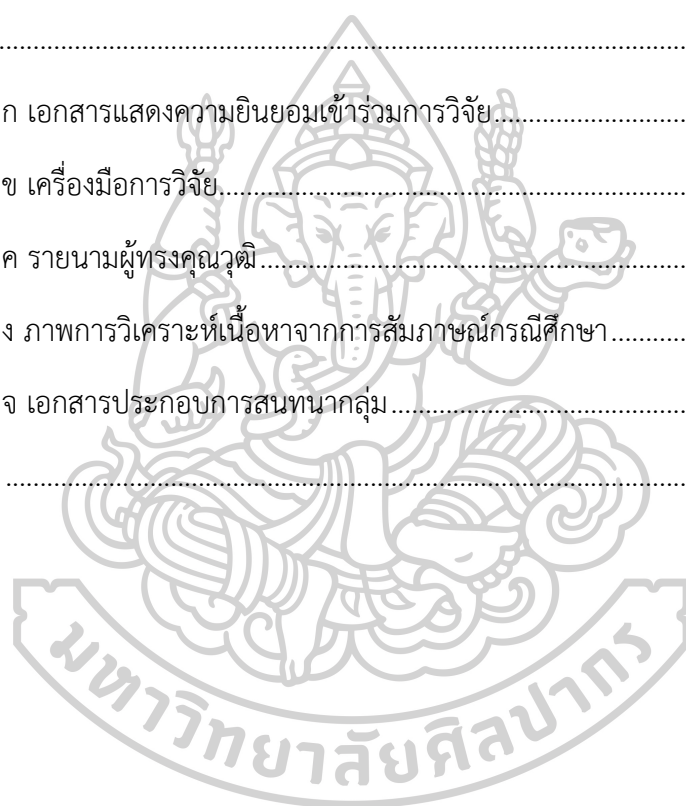 ........................................................................................................
ก เอกสารแสดงความยินยอมเข้าร่วมการวิจัย............................
ข เครื่องมือการวิจัย......................................................................
ค รายนามผู้ทรงคุณวุฒิ................................................................
ง ภาพการวิเคราะห์เนื้อหาจากการสัมภาษณ์กรณีศึกษา...........
จ เอกสารประกอบการสนทนากลุ่ม.............................................
.......................................................................................................
มหาวิทยาลัยศิลปากร